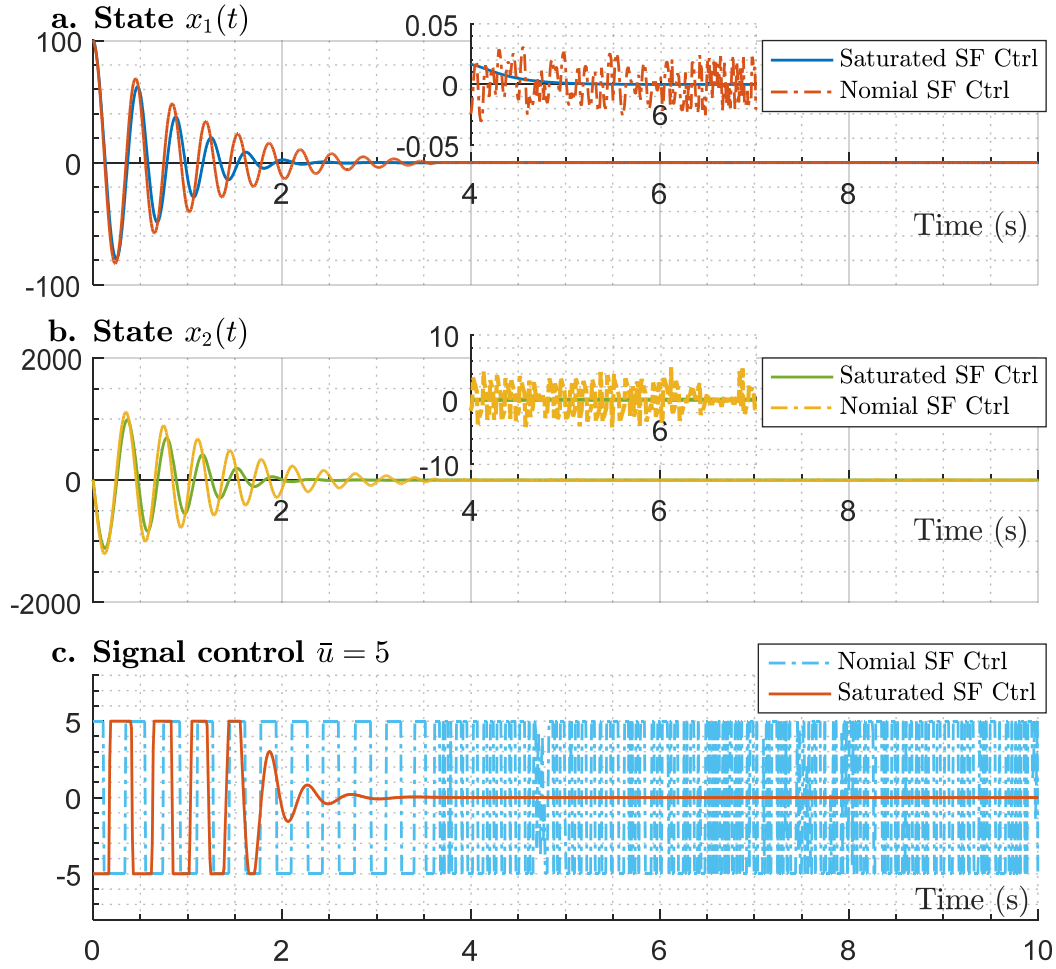 a. State x₁(t)
100
0
-100
2
4
6
8
Time (s)
0.05
0
-0.05
6
Saturated SF Ctrl
Nomial SF Ctrl
b. State x₂(t)
2000
0
-2000
2
4
6
8
Time (s)
10
0
-10
6
Saturated SF Ctrl
Nomial SF Ctrl
c. Signal control ū = 5
Nomial SF Ctrl
Saturated SF Ctrl
5
0
-5
Time (s)
0
2
4
6
8
10